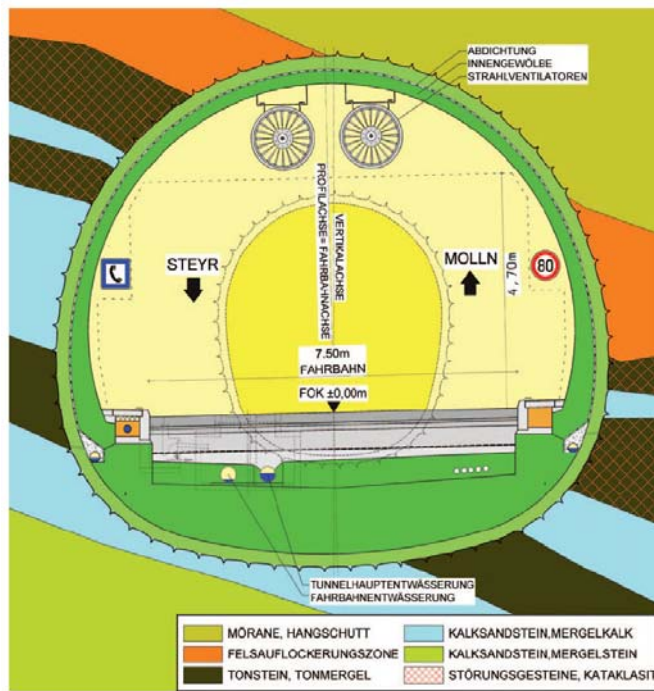 ABDICHTUNG
INNENGEWÖLBE
STRAHLVENTILATOREN
PROFILACHSE= FAHRBAHNACHSE
VERTIKALACHSE
STEYR
MOLLN
80
4,70m
7.50m
FAHRBAHN
FOK ±0,00m
TUNNELHAUPTENTWÄSSERUNG
FAHRBAHNENTWÄSSERUNG
MÖRANE, HANGSCHUTT
KALKSANDSTEIN,MERGELKALK
FELSAUFLOCKERUNGSZONE
KALKSANDSTEIN,MERGELSTEIN
TONSTEIN, TONMERGEL
STÖRUNGSGESTEINE, KATAKLASIT